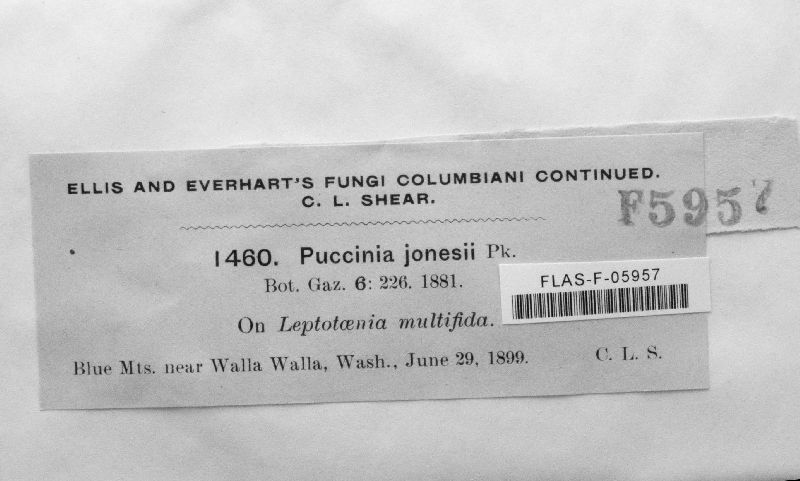 ELLIS AND EVERHART'S FUNGI COLUMBIANI CONTINUED.
C. L. SHEAR.
F5957
1460. Puccinia jonesii Pk.
Bot. Gaz. 6: 226. 1881.
FLAS-F-05957
On Leptotœnia multifida.
Blue Mts. near Walla Walla, Wash., June 29, 1899. C. L. S.